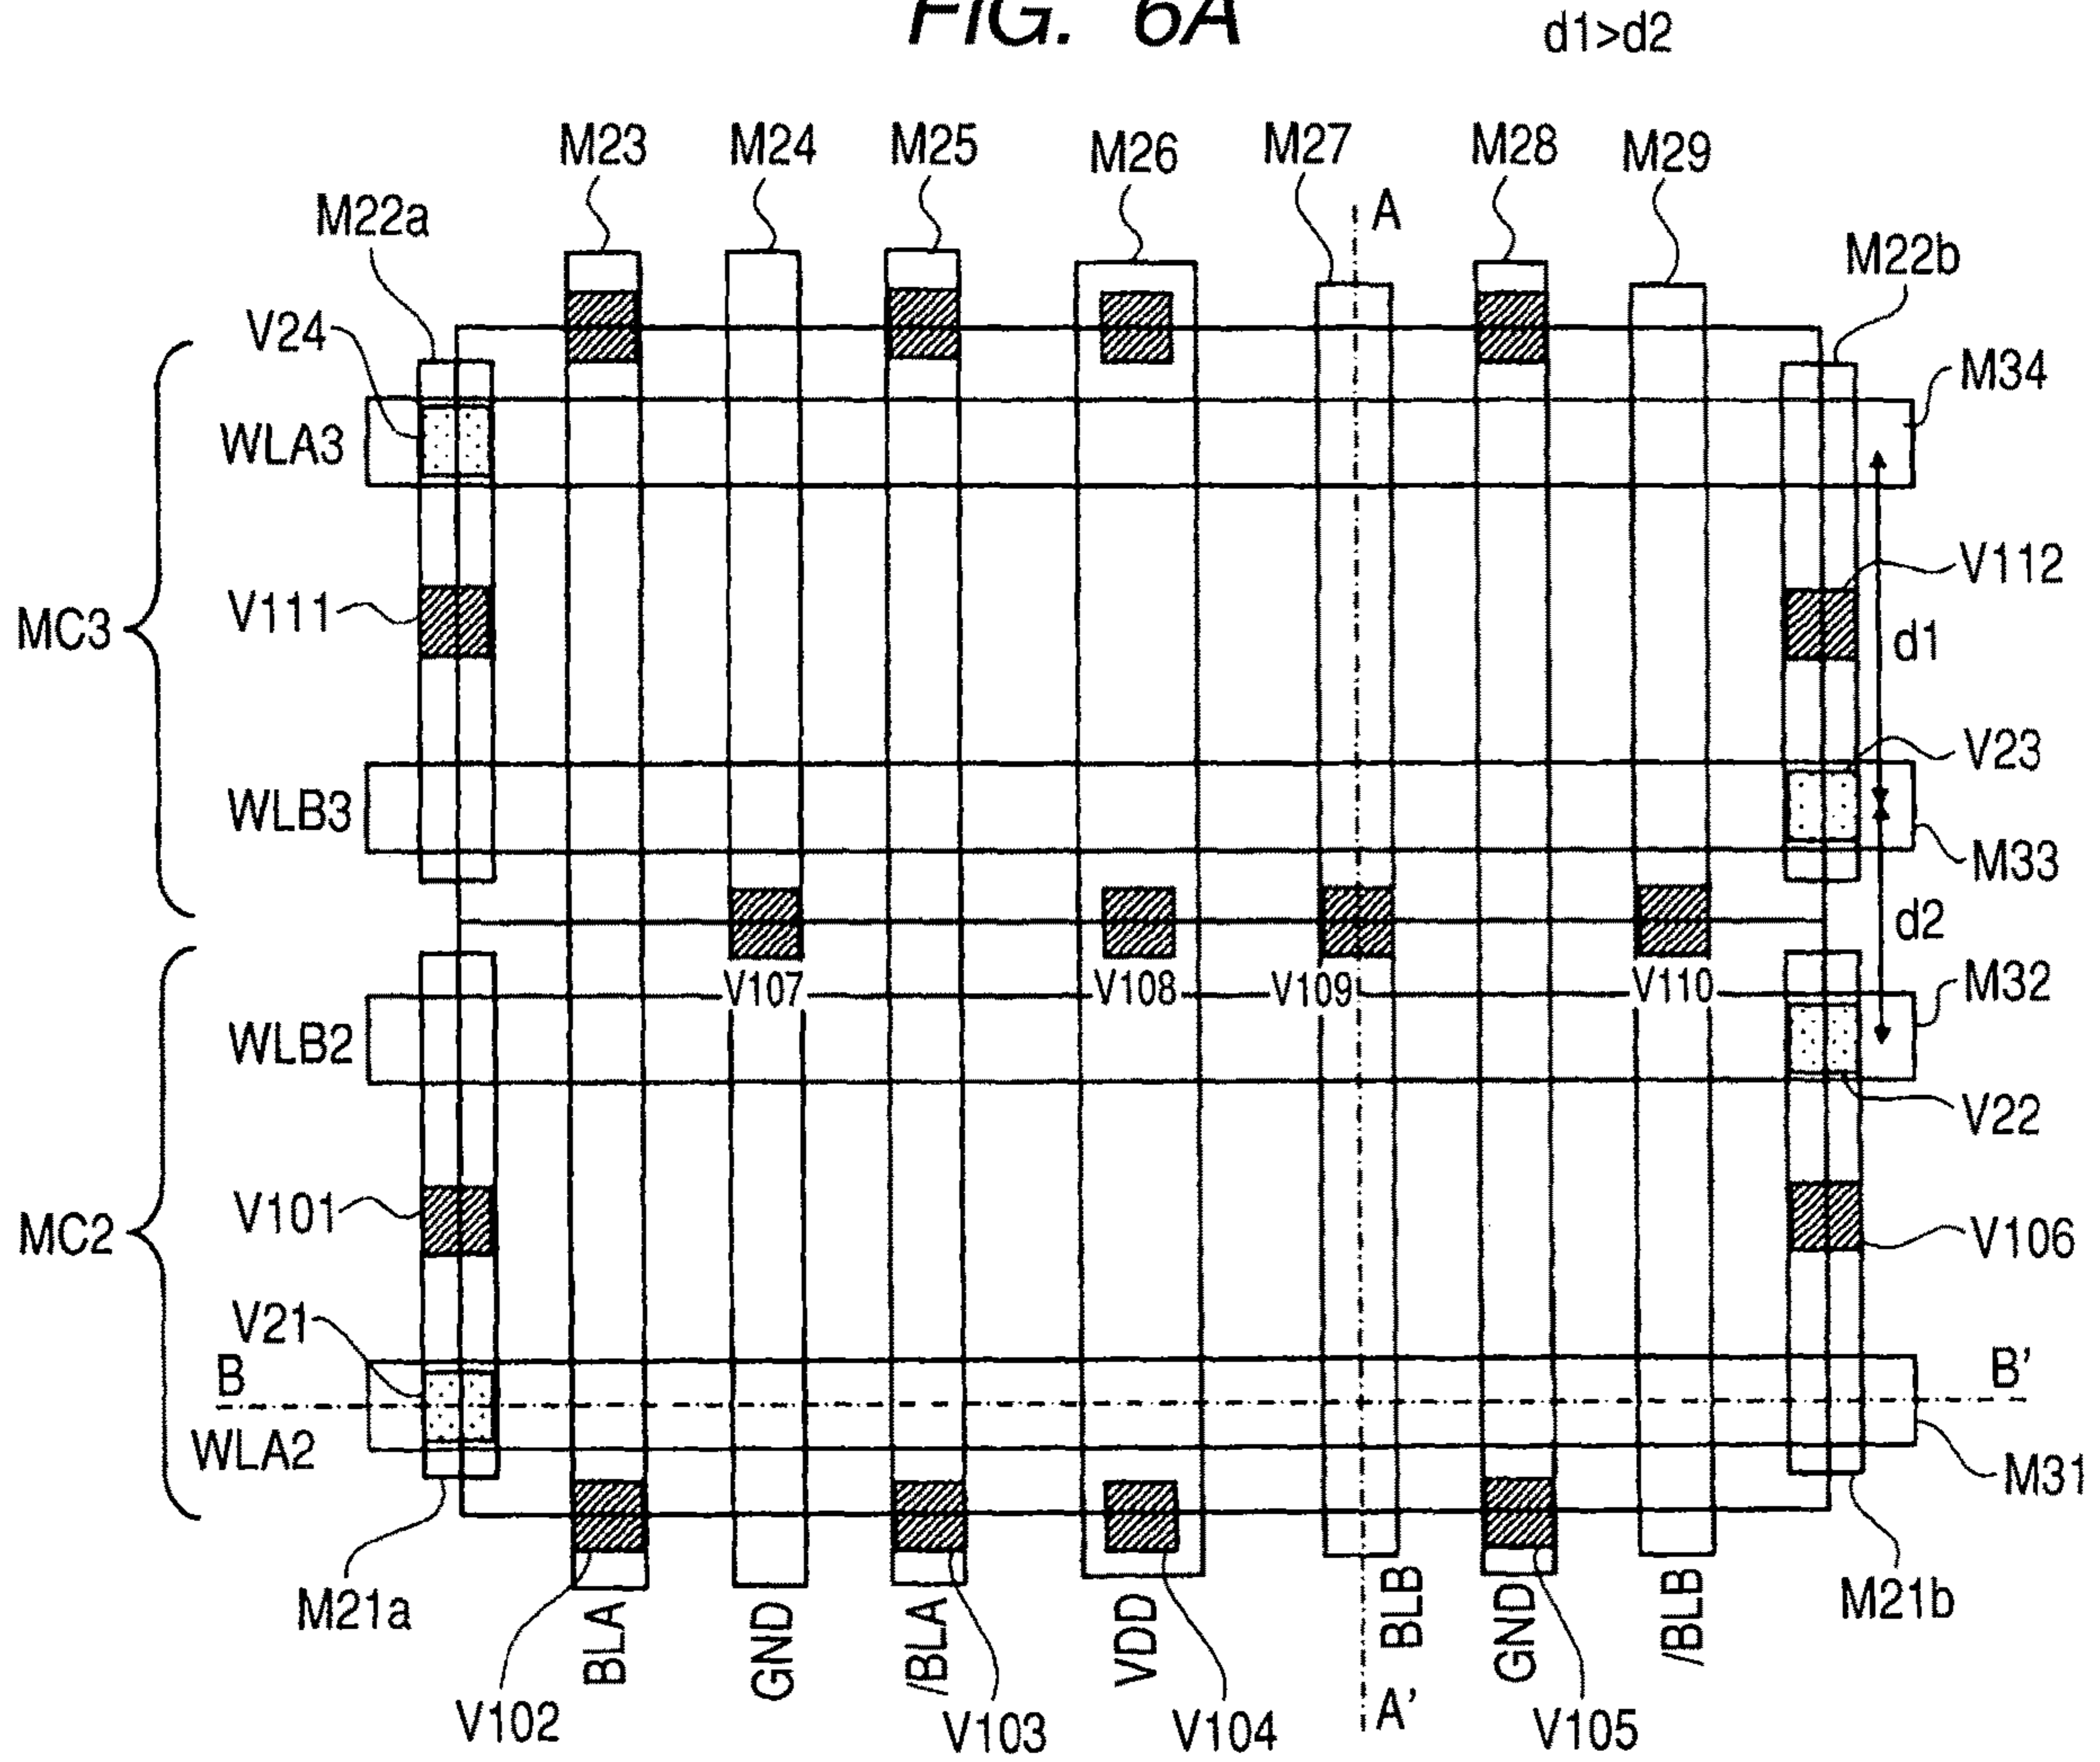 FIG. 6A
d1>d2
M23
M24
M25
M26
M27
M28
M29
A
M22a
M22b
V24
M34
WLA3
V112
V111
MC3
d1
V23
WLB3
M33
d2
V107
V108
V109
V110
M32
WLB2
V22
V101
MC2
V106
V21
B
B'
WLA2
M31
M21a
M21b
BLA
GND
/BLA
VDD
BLB
GND
/BLB
V102
V103
V104
A'
V105